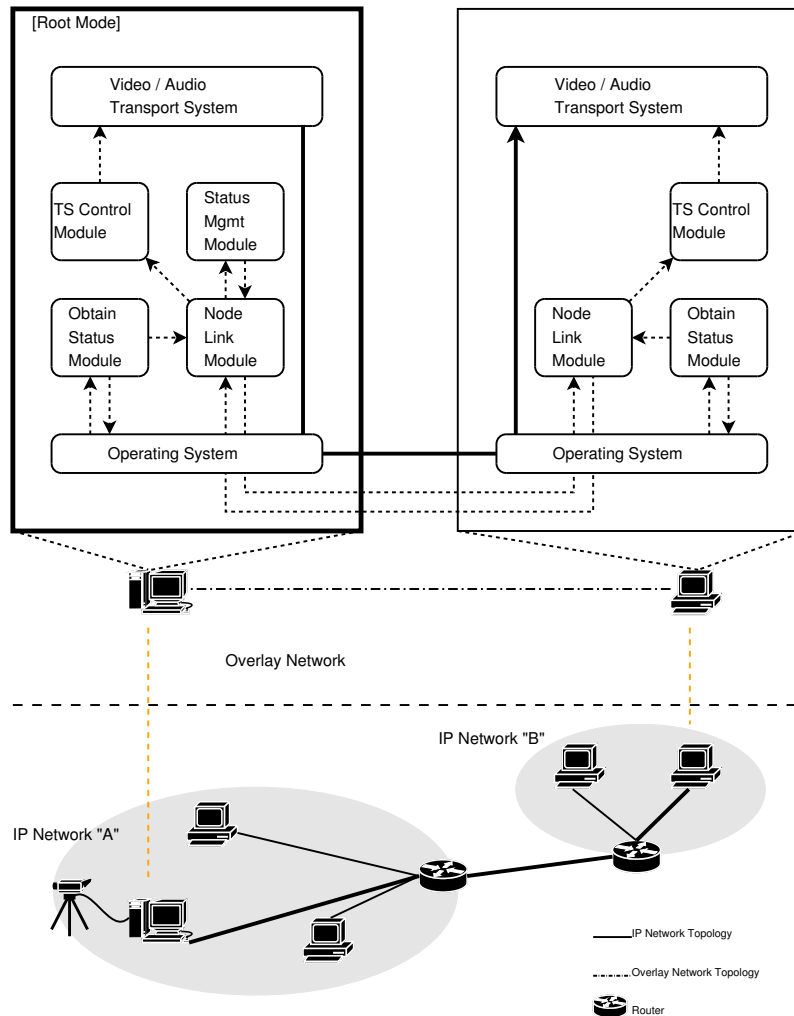 [Root Mode]
Video / Audio
Transport System
TS Control
Module
Status
Mgmt
Module
Obtain
Status
Module
Node
Link
Module
Operating System
Video / Audio
Transport System
TS Control
Module
Node
Link
Module
Obtain
Status
Module
Operating System
Overlay Network
IP Network "B"
IP Network "A"
IP Network Topology
Overlay Network Topology
Router